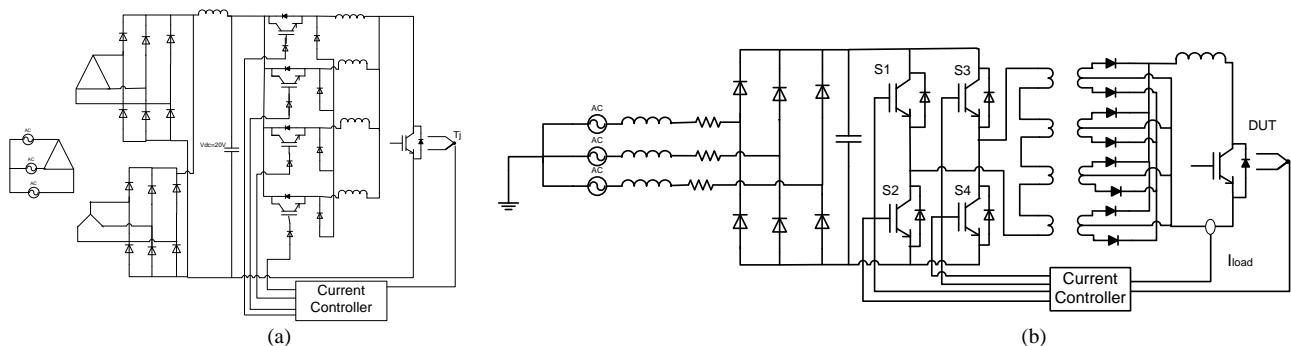 AC
AC
AC
Vdc=20V
Tj
Current
Controller
(a)
AC
AC
AC
S1
S3
S2
S4
DUT
Iload
Current
Controller
(b)